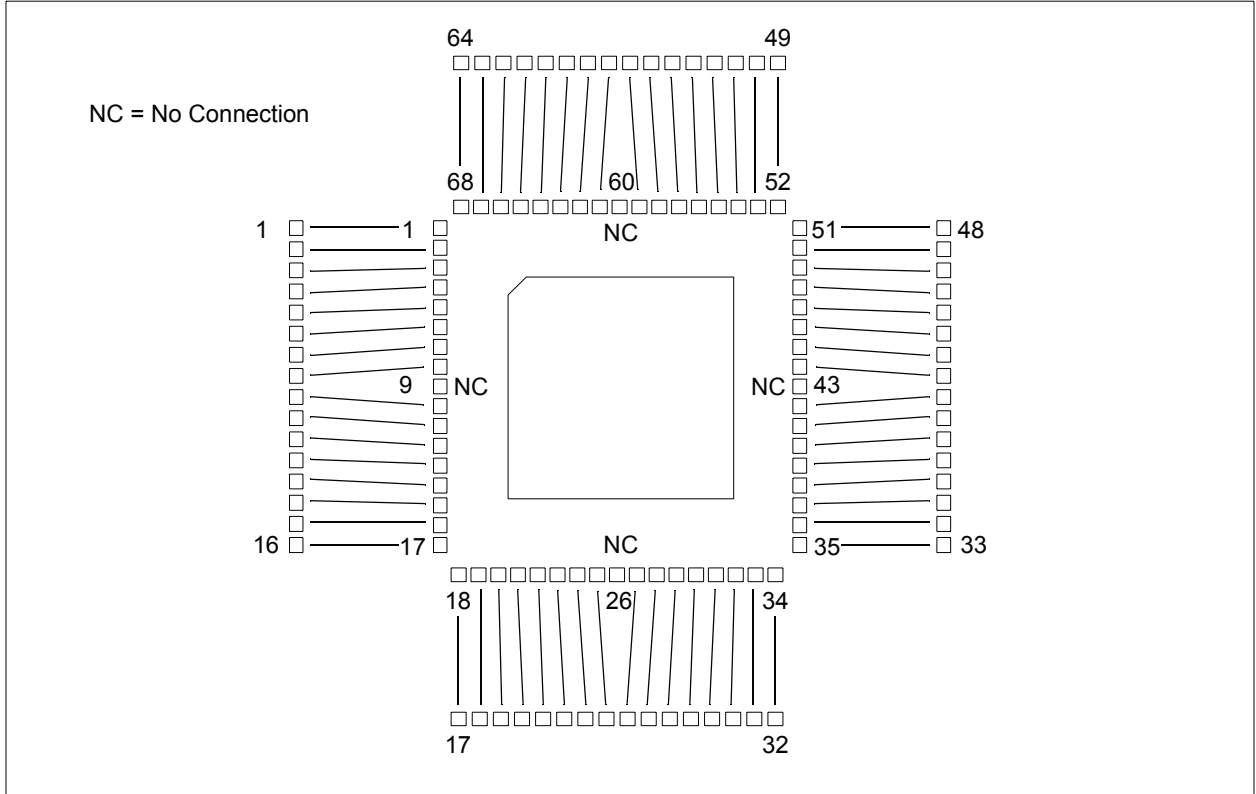 64 49
NC = No Connection
68 60 52
1 1 NC 51 48
9 NC NC 43
16 17 NC 35 33
18 26 34
17 32